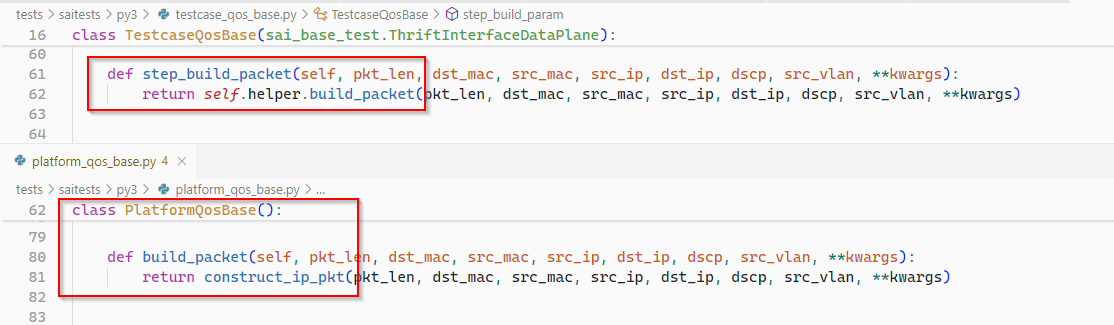 tests > saitests > py3 > testcase_qos_base.py > TestcaseQosBase > step_build_param
16 class TestcaseQosBase(sai_base_test.ThriftInterfaceDataPlane):
60
61 def step_build_packet(self, pkt_len, dst_mac, src_mac, src_ip, dst_ip, dscp, src_vlan, **kwargs):
62 return self.helper.build_packet(pkt_len, dst_mac, src_mac, src_ip, dst_ip, dscp, src_vlan, **kwargs)
63
64
platform_qos_base.py 4 ×
tests > saitests > py3 > platform_qos_base.py > ...
62 class PlatformQosBase():
79
80 def build_packet(self, pkt_len, dst_mac, src_mac, src_ip, dst_ip, dscp, src_vlan, **kwargs):
81 return construct_ip_pkt(pkt_len, dst_mac, src_mac, src_ip, dst_ip, dscp, src_vlan, **kwargs)
82
83